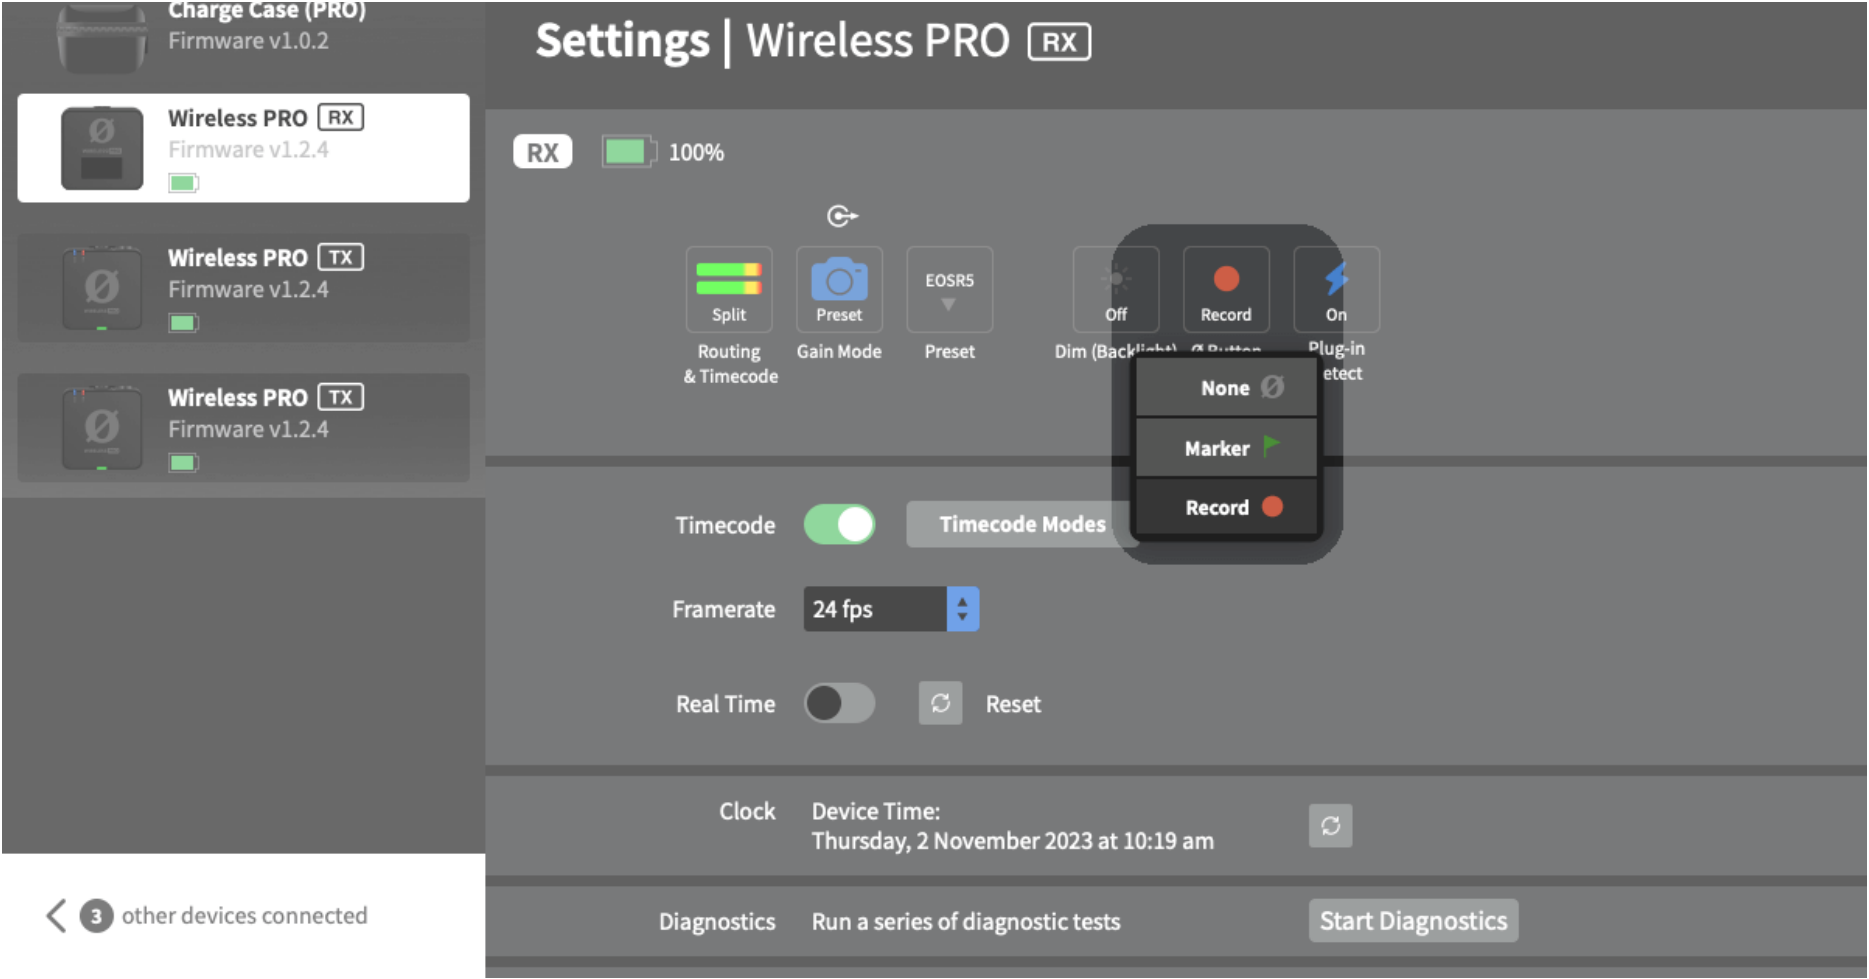 Charge Case (PRO)
Firmware v1.0.2
Wireless PRO RX
Firmware v1.2.4
Wireless PRO TX
Firmware v1.2.4
Wireless PRO TX
Firmware v1.2.4
3 other devices connected
Settings | Wireless PRO RX
RX 100%
Split
Routing
& Timecode
Preset
Gain Mode
EOSR5
Preset
Off
Dim (Backlight)
Record
Ø Button
On
Plug-in
etect
None
Marker
Record
Timecode
Timecode Modes
Framerate
24 fps
Real Time
Reset
Clock
Device Time:
Thursday, 2 November 2023 at 10:19 am
Diagnostics
Run a series of diagnostic tests
Start Diagnostics